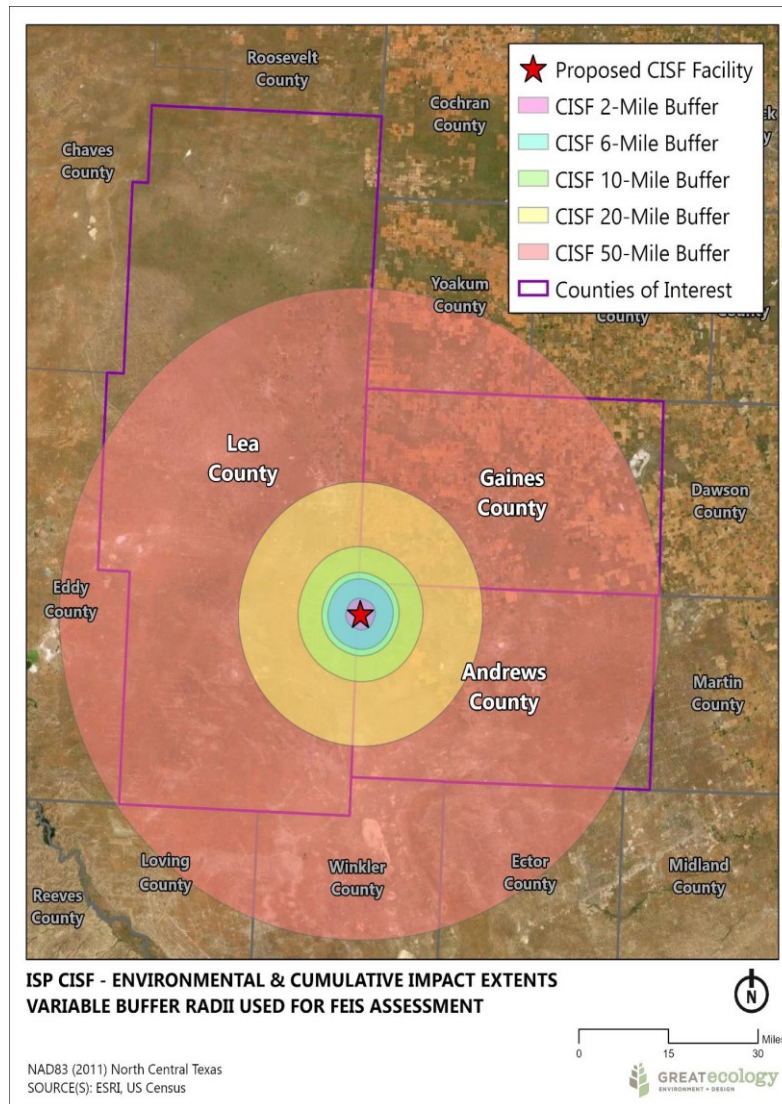 Roosevelt
County
Proposed CISF Facility
CISF 2-Mile Buffer
CISF 6-Mile Buffer
CISF 10-Mile Buffer
CISF 20-Mile Buffer
CISF 50-Mile Buffer
Counties of Interest
Cochran
County
Chaves
County
Yoakum
County
County
Lea
County
Gaines
County
Dawson
County
Eddy
County
Andrews
County
Martin
County
Loving
County
Winkler
County
Ector
County
Midland
County
Reeves
County
ISP CISF - ENVIRONMENTAL & CUMULATIVE IMPACT EXTENTS
VARIABLE BUFFER RADII USED FOR FEIS ASSESSMENT
N
Miles
0 15 30
NAD83 (2011) North Central Texas
SOURCE(S): ESRI, US Census
GREATecology
ENVIRONMENT + DESIGN